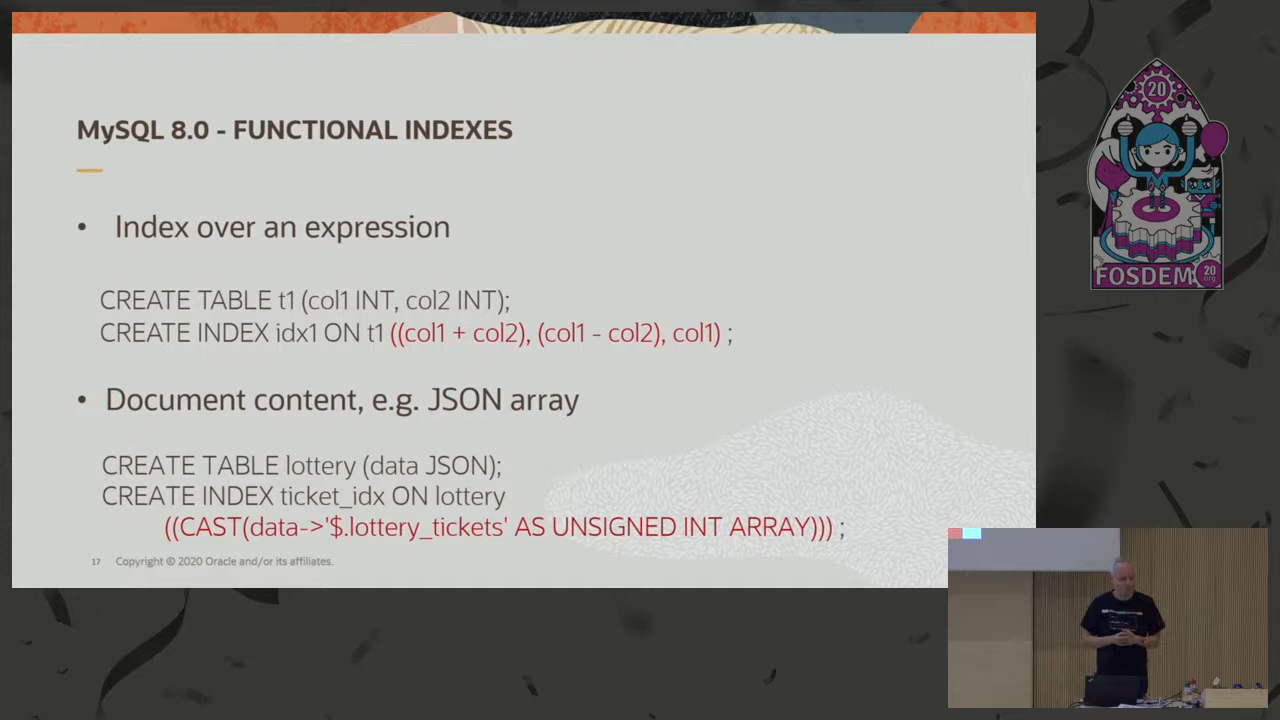 MySQL 8.0 - FUNCTIONAL INDEXES
• Index over an expression
CREATE TABLE t1 (col1 INT, col2 INT);
CREATE INDEX idx1 ON t1 ((col1 + col2), (col1 - col2), col1) ;
• Document content, e.g. JSON array
CREATE TABLE lottery (data JSON);
CREATE INDEX ticket_idx ON lottery
((CAST(data->'$.lottery_tickets' AS UNSIGNED INT ARRAY))) ;
17 Copyright © 2020 Oracle and/or its affiliates.
20
FOSDEM 20
.org